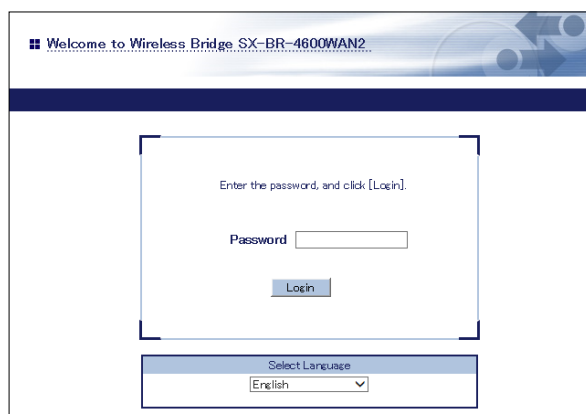 Welcome to Wireless Bridge SX-BR-4600WAN2
Enter the password, and click [Login].
Password
Login
Select Language
English